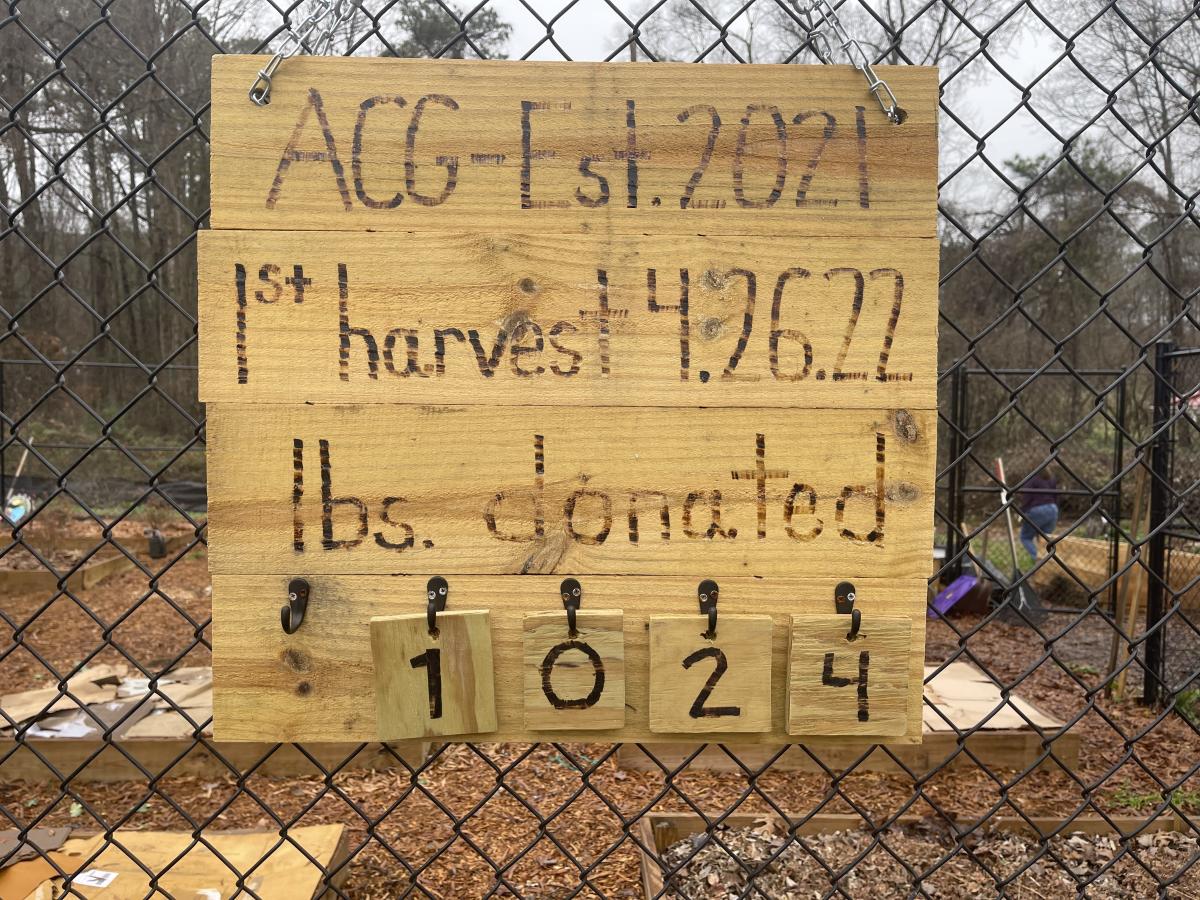 ACG-Est.2021
1st harvest 4.26.22
lbs. donated
1 0 2 4